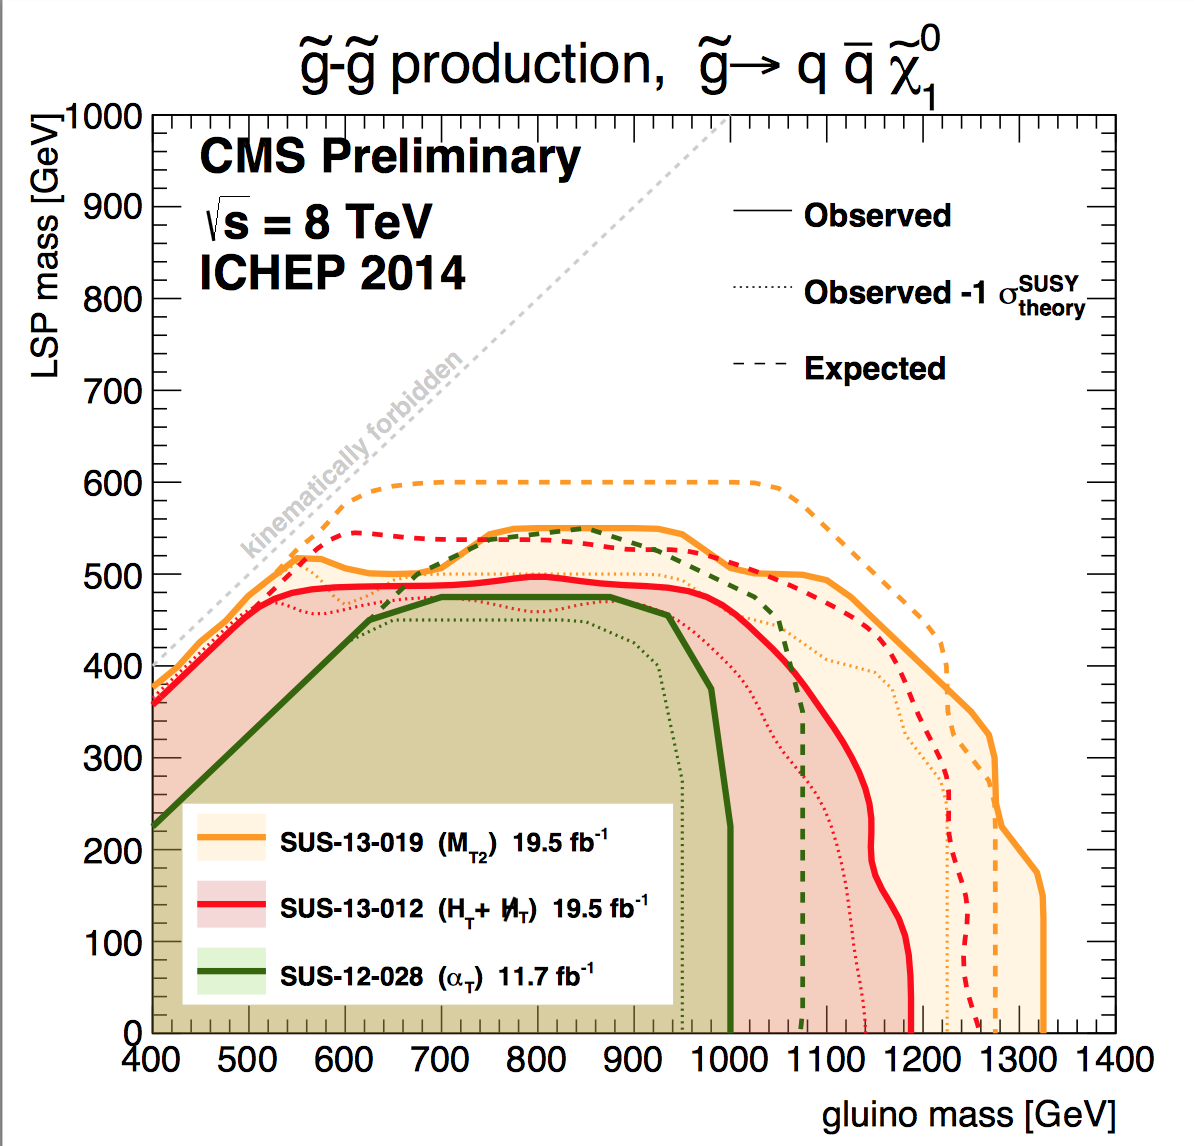 g̃-g̃ production, g̃→ q q̄ χ̃₁⁰
LSP mass [GeV]
1000
900
800
700
600
500
400
300
200
100
0
CMS Preliminary
√s = 8 TeV
ICHEP 2014
Observed
Observed -1 σ SUSY theory
Expected
kinematically forbidden
SUS-13-019 (M_T2) 19.5 fb⁻¹
SUS-13-012 (H_T+ H̸_T) 19.5 fb⁻¹
SUS-12-028 (α_T) 11.7 fb⁻¹
400 500 600 700 800 900 1000 1100 1200 1300 1400
gluino mass [GeV]